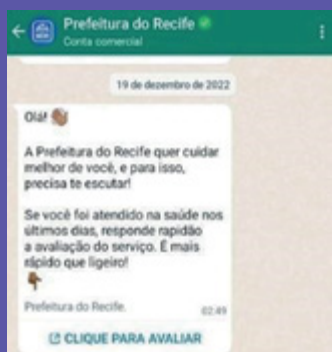 Prefeitura do Recife
Conta comercial
19 de dezembro de 2022
Olá! 👋🏽
A Prefeitura do Recife quer cuidar
melhor de você, e para isso,
precisa te escutar!
Se você foi atendido na saúde nos
últimos dias, responde rapidão
a avaliação do serviço. É mais
rápido que ligeiro!
👇🏽
Prefeitura do Recife.
02:49
CLIQUE PARA AVALIAR